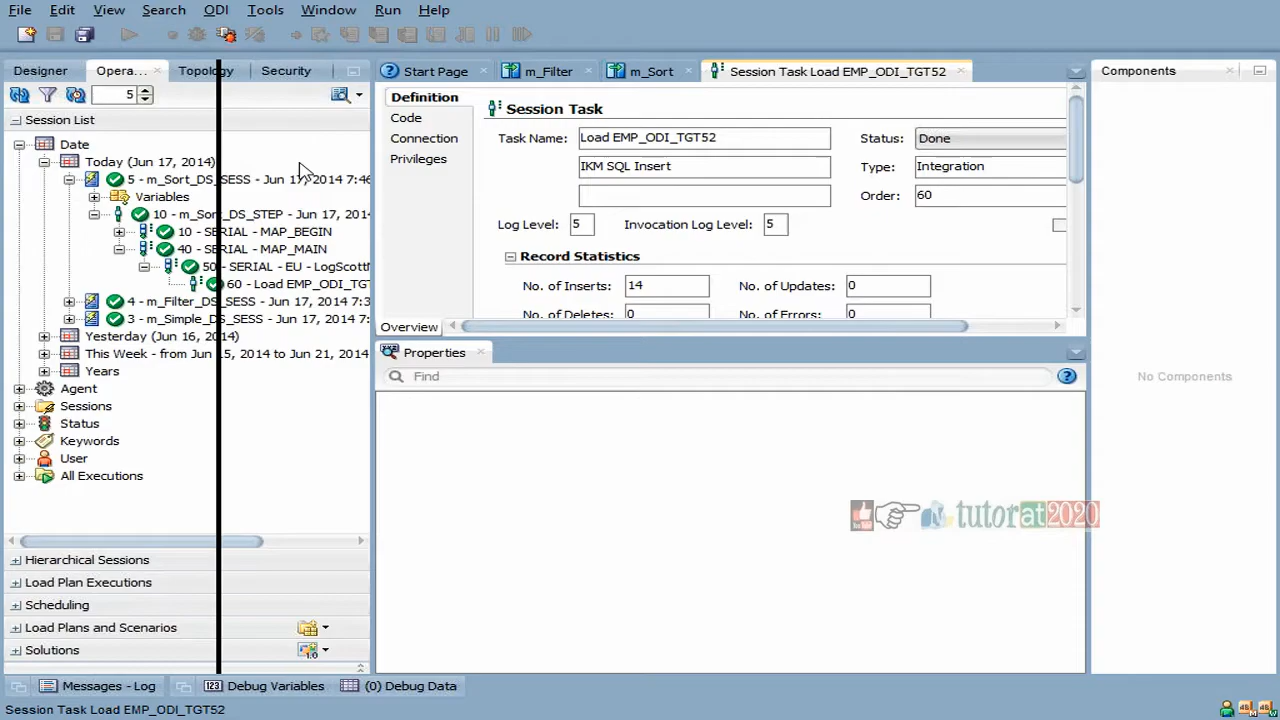 File Edit View Search ODI Tools Window Run Help
Designer Opera... Topology Security
Start Page m_Filter m_Sort Session Task Load EMP_ODI_TGT52
Components
5
Session List
Date
Today (Jun 17, 2014)
5 - m_Sort_DS_SESS - Jun 17, 2014 7:46
Variables
10 - m_Sort_DS_STEP - Jun 17, 2014
10 - SERIAL - MAP_BEGIN
40 - SERIAL - MAP_MAIN
50 - SERIAL - EU - LogScott
60 - Load EMP_ODI_TGT
4 - m_Filter_DS_SESS - Jun 17, 2014 7:3
3 - m_Simple_DS_SESS - Jun 17, 2014 7:
Yesterday (Jun 16, 2014)
This Week - from Jun 15, 2014 to Jun 21, 2014
Years
Agent
Sessions
Status
Keywords
User
All Executions
Hierarchical Sessions
Load Plan Executions
Scheduling
Load Plans and Scenarios
Solutions
Definition
Code
Connection
Privileges
Session Task
Task Name: Load EMP_ODI_TGT52 Status: Done
IKM SQL Insert Type: Integration
Order: 60
Log Level: 5 Invocation Log Level: 5
Record Statistics
No. of Inserts: 14 No. of Updates: 0
No. of Deletes: 0 No. of Errors: 0
Overview
Properties
Find
No Components
tutorat2020
Messages - Log 123 Debug Variables (0) Debug Data
Session Task Load EMP_ODI_TGT52